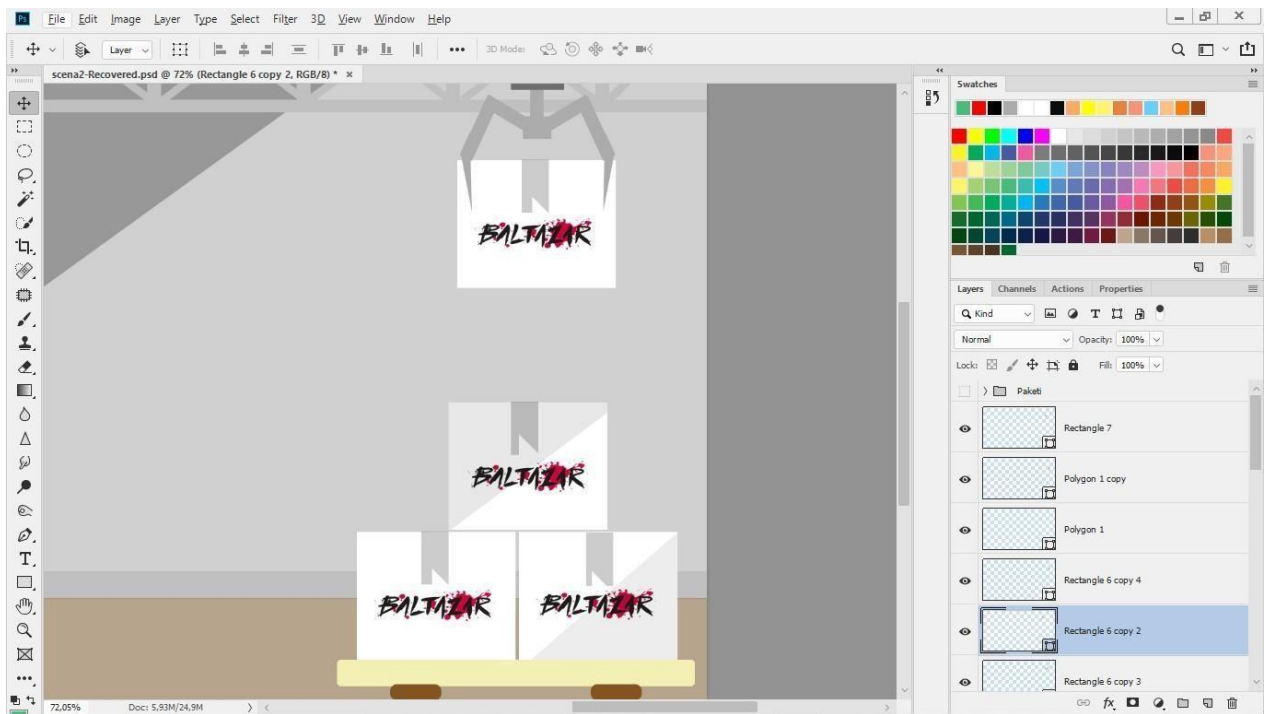 Ps File Edit Image Layer Type Select Filter 3D View Window Help
Layer 3D Mode:
scena2-Recovered.psd @ 72% (Rectangle 6 copy 2, RGB/8) *
Swatches
BALTAZAR
Layers Channels Actions Properties
Kind T
Normal Opacity: 100%
Lock: Fill: 100%
Paketi
Rectangle 7
BALTAZAR
Polygon 1 copy
Polygon 1
T
Rectangle 6 copy 4
BALTAZAR BALTAZAR
Rectangle 6 copy 2
Rectangle 6 copy 3
72,05% Doc: 5,93M/24,9M
fx